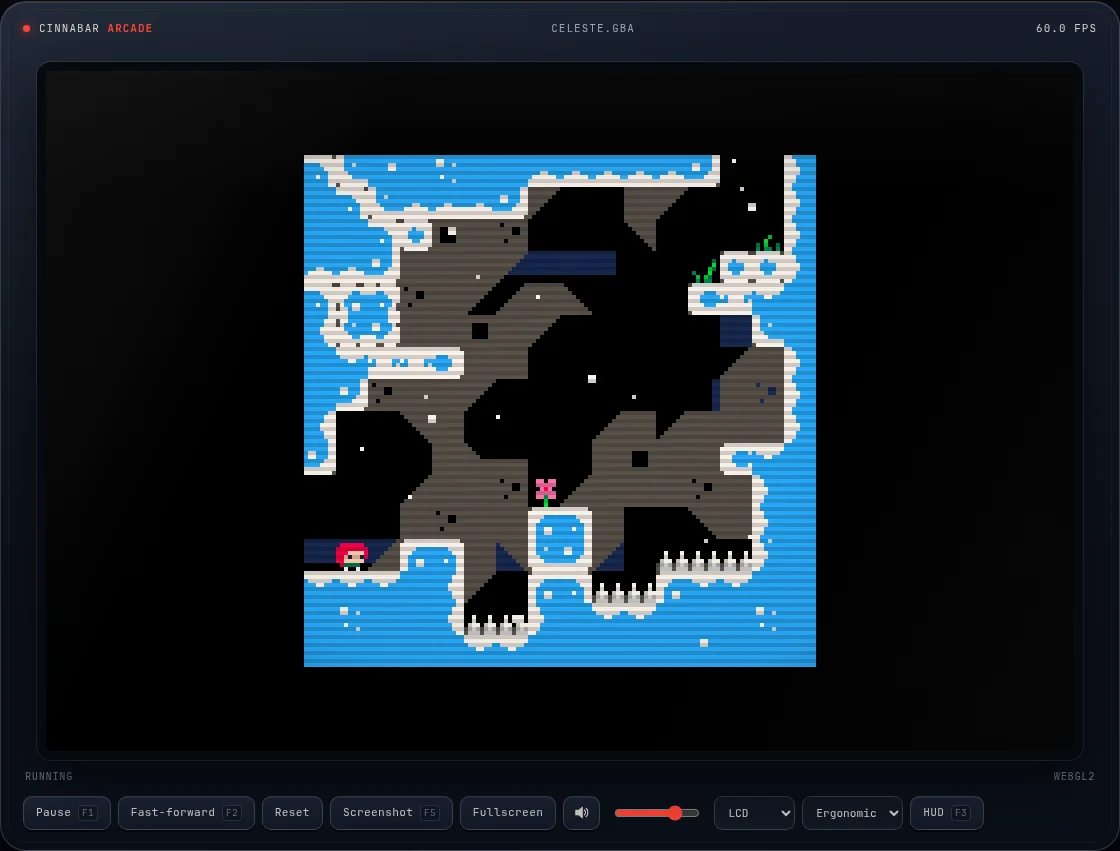 CINNABAR ARCADE
CELESTE.GBA
60.0 FPS
RUNNING
WEBGL2
Pause F1
Fast-forward F2
Reset
Screenshot F5
Fullscreen
LCD
Ergonomic
HUD F3